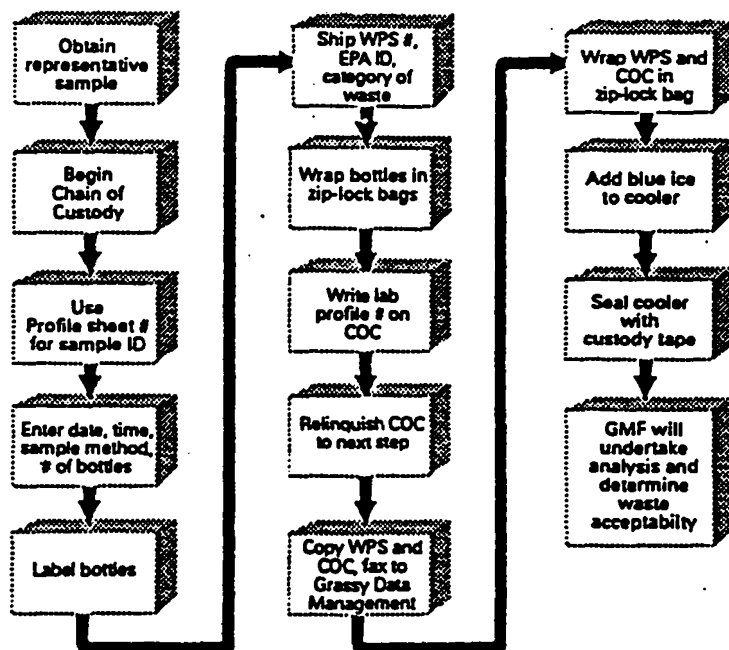 Obtain
representative
sample
Begin
Chain of
Custody
Use
Profile sheet #
for sample ID
Enter date, time,
sample method,
# of bottles
Label bottles
Ship WPS #,
EPA ID,
category of
waste
Wrap bottles in
zip-lock bags
Write lab
profile # on
COC
Relinquish COC
to next step
Copy WPS and
COC, fax to
Grassy Data
Management
Wrap WPS and
COC in
zip-lock bag
Add blue ice
to cooler
Seal cooler
with
custody tape
GMF will
undertake
analysis and
determine
waste
acceptabilty